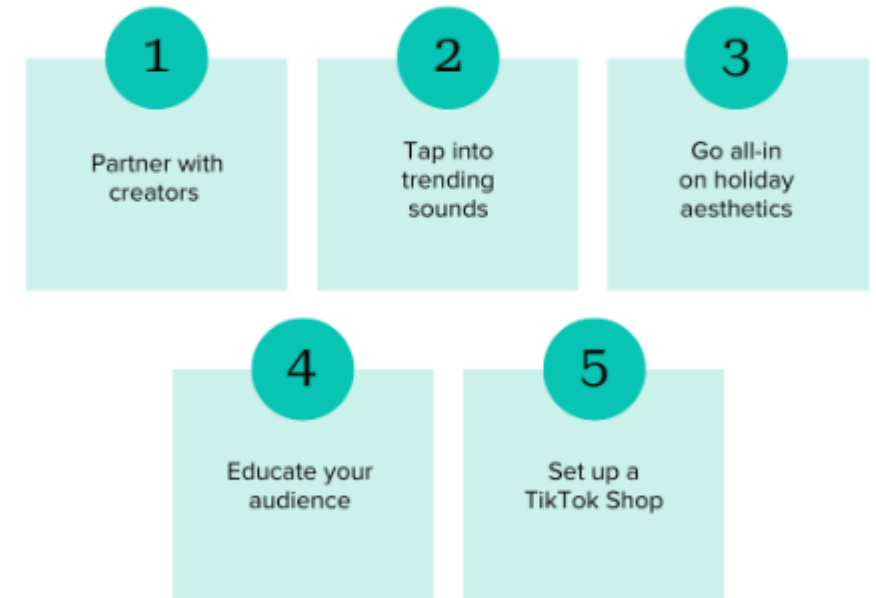 1
Partner with
creators
2
Tap into
trending
sounds
3
Go all-in
on holiday
aesthetics
4
Educate your
audience
5
Set up a
TikTok Shop